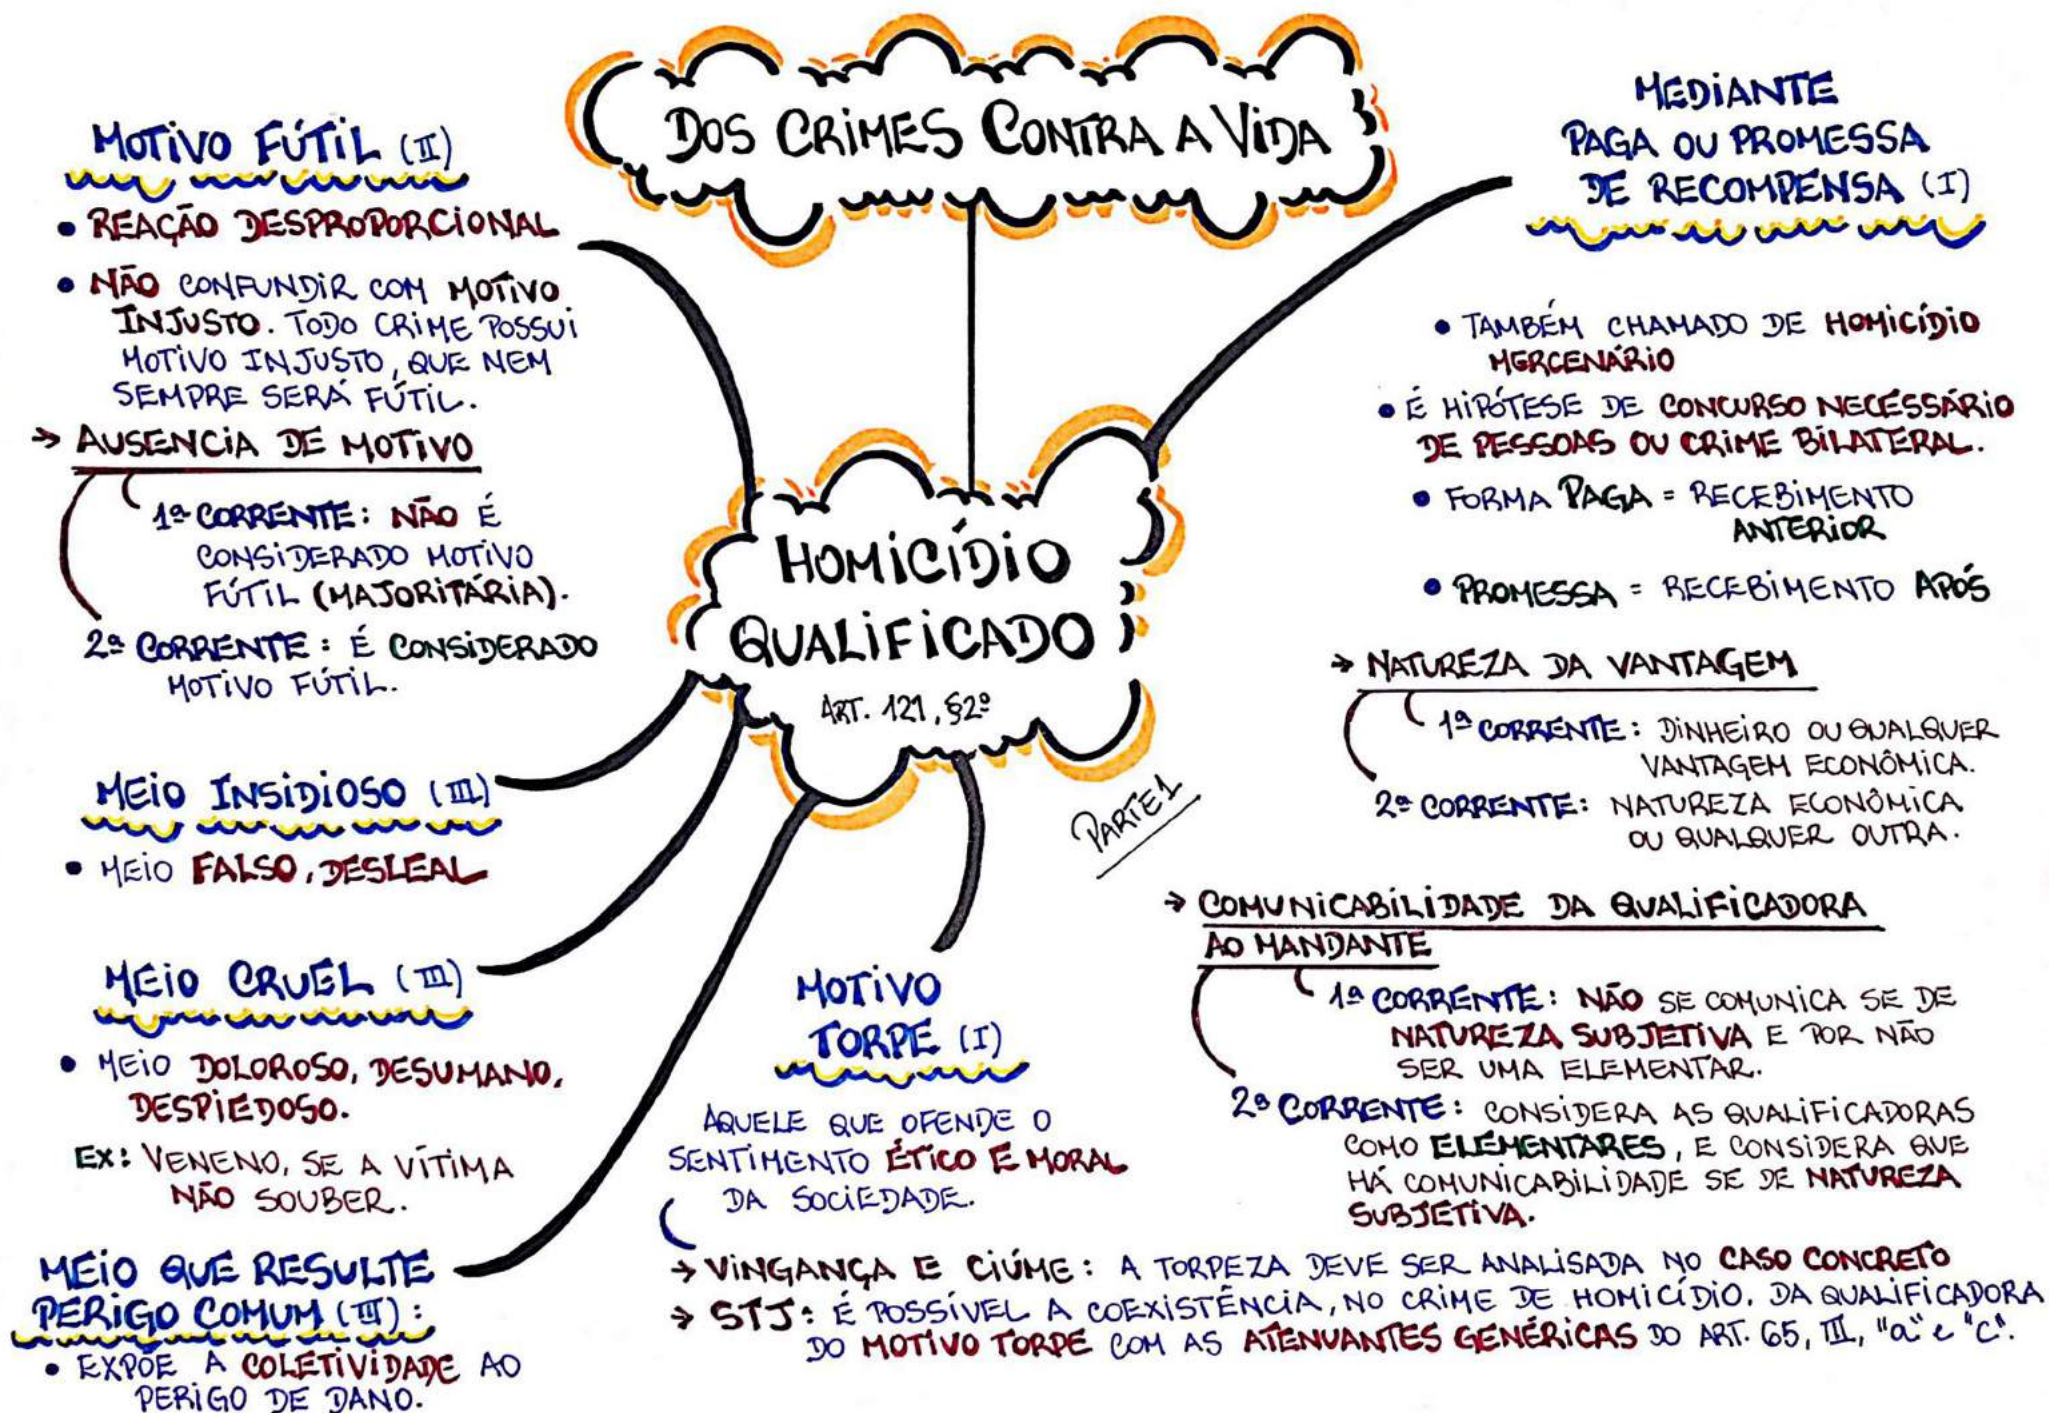 DOS CRIMES CONTRA A VIDA
MOTIVO FÚTIL (II)
• REAÇÃO DESPROPORCIONAL
• NÃO CONFUNDIR COM MOTIVO
INJUSTO. TODO CRIME POSSUI
MOTIVO INJUSTO, QUE NEM
SEMPRE SERÁ FÚTIL.
→ AUSENCIA DE MOTIVO
1ª CORRENTE: NÃO É
CONSIDERADO MOTIVO
FÚTIL (MAJORITÁRIA).
2ª CORRENTE: É CONSIDERADO
MOTIVO FÚTIL.
MEIO INSIDIOSO (III)
• MEIO FALSO, DESLEAL
MEIO CRUEL (III)
• MEIO DOLOROSO, DESUMANO,
DESPIEDOSO.
EX: VENENO, SE A VÍTIMA
NÃO SOUBER.
MEIO QUE RESULTE
PERIGO COMUM (III):
• EXPÕE A COLETIVIDADE AO
PERIGO DE DANO.
HOMICÍDIO
QUALIFICADO
ART. 121, §2º
PARTE 1
MOTIVO
TORPE (I)
AQUELE QUE OFENDE O
SENTIMENTO ÉTICO E MORAL
DA SOCIEDADE.
→ VINGANÇA E CIÚME: A TORPEZA DEVE SER ANALISADA NO CASO CONCRETO
→ STJ: É POSSÍVEL A COEXISTÊNCIA, NO CRIME DE HOMICÍDIO. DA QUALIFICADORA
DO MOTIVO TORPE COM AS ATENUANTES GENÉRICAS DO ART. 65, III, "a" e "c".
MEDIANTE
PAGA OU PROMESSA
DE RECOMPENSA (I)
• TAMBÉM CHAMADO DE HOMICÍDIO
MERCENÁRIO
• É HIPÓTESE DE CONCURSO NECESSÁRIO
DE PESSOAS OU CRIME BILATERAL.
• FORMA PAGA = RECEBIMENTO
ANTERIOR
• PROMESSA = RECEBIMENTO APÓS
→ NATUREZA DA VANTAGEM
1ª CORRENTE: DINHEIRO OU QUALQUER
VANTAGEM ECONÔMICA.
2ª CORRENTE: NATUREZA ECONÔMICA
OU QUALQUER OUTRA.
→ COMUNICABILIDADE DA QUALIFICADORA
AO MANDANTE
1ª CORRENTE: NÃO SE COMUNICA SE DE
NATUREZA SUBJETIVA E POR NÃO
SER UMA ELEMENTAR.
2ª CORRENTE: CONSIDERA AS QUALIFICADORAS
COMO ELEMENTARES, E CONSIDERA QUE
HÁ COMUNICABILIDADE SE DE NATUREZA
SUBJETIVA.